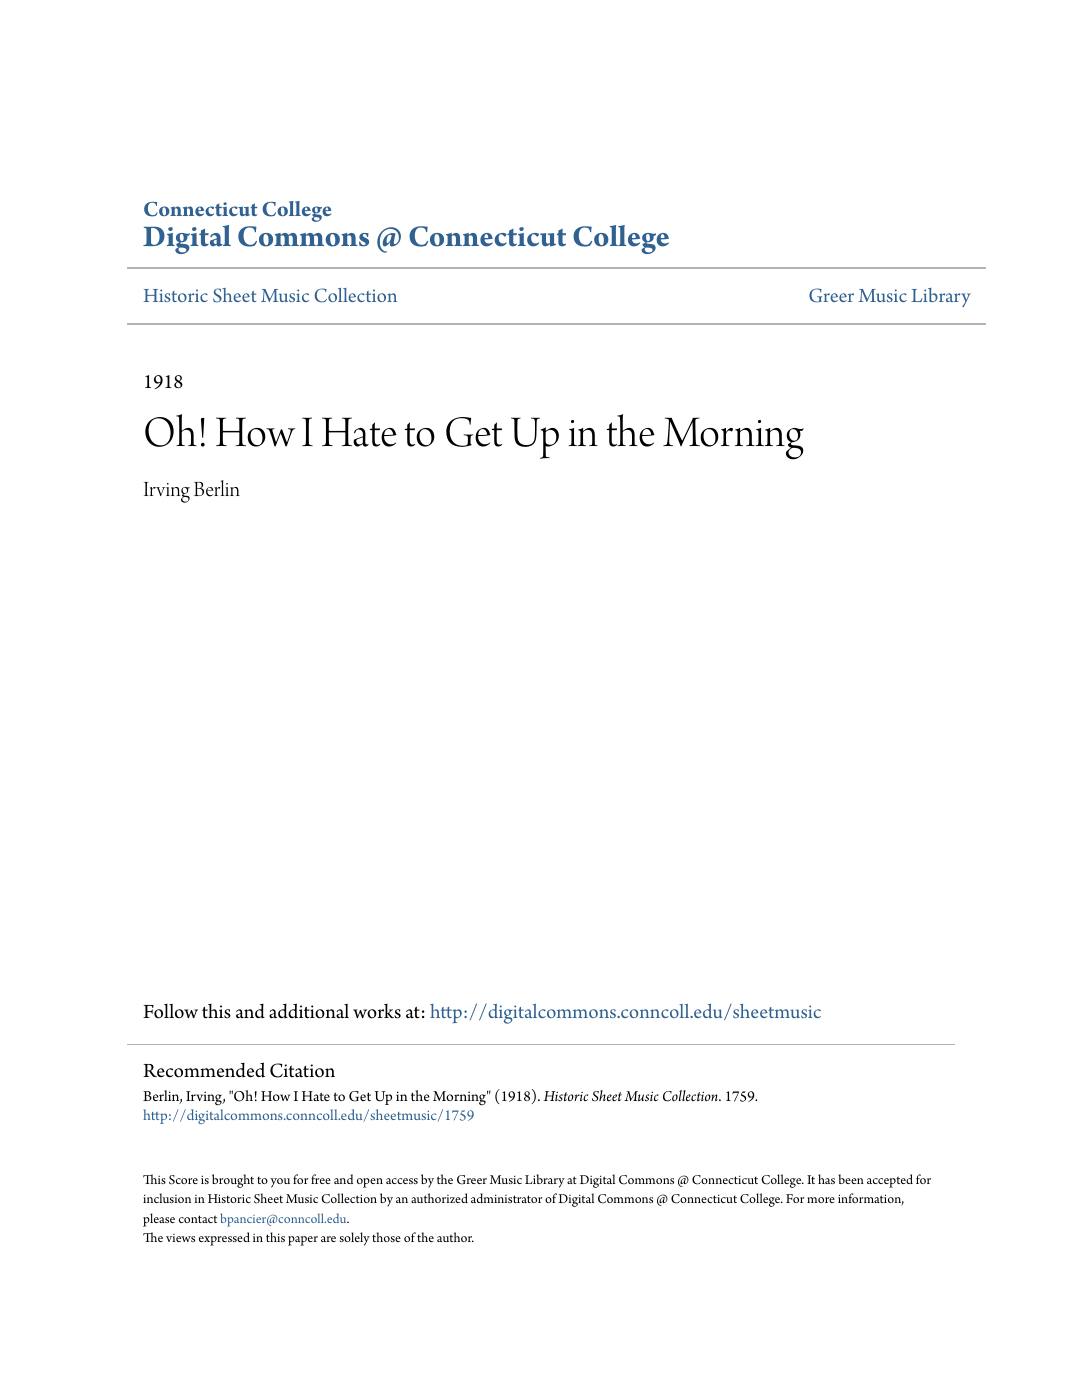 Connecticut College
Digital Commons @ Connecticut College
Historic Sheet Music Collection
Greer Music Library
1918
Oh! How I Hate to Get Up in the Morning
Irving Berlin
Follow this and additional works at: http://digitalcommons.conncoll.edu/sheetmusic
Recommended Citation
Berlin, Irving, "Oh! How I Hate to Get Up in the Morning" (1918). Historic Sheet Music Collection. 1759.
http://digitalcommons.conncoll.edu/sheetmusic/1759
This Score is brought to you for free and open access by the Greer Music Library at Digital Commons @ Connecticut College. It has been accepted for
inclusion in Historic Sheet Music Collection by an authorized administrator of Digital Commons @ Connecticut College. For more information,
please contact bpancier@conncoll.edu.
The views expressed in this paper are solely those of the author.